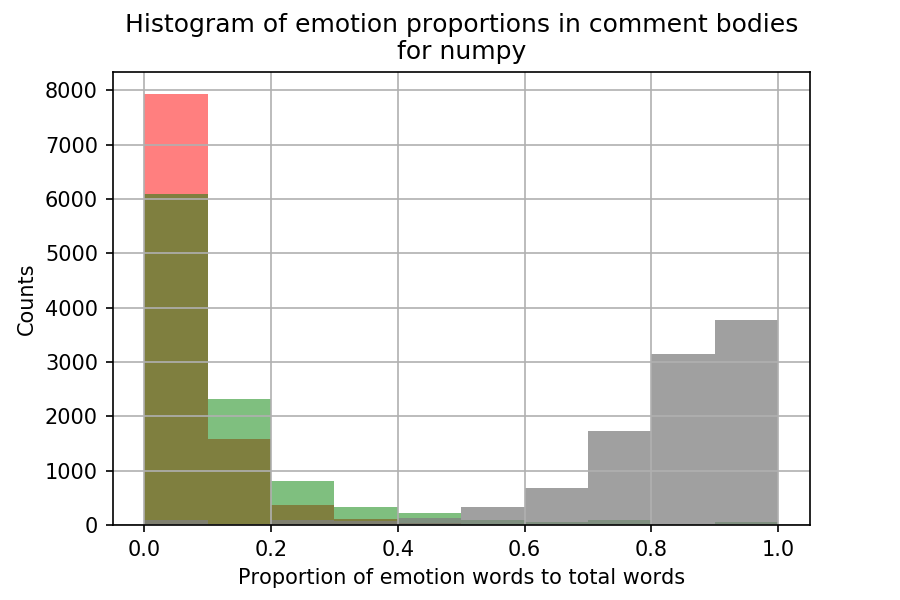 Histogram of emotion proportions in comment bodies
for numpy
8000
7000
6000
5000
4000
3000
2000
1000
0
Counts
0.0 0.2 0.4 0.6 0.8 1.0
Proportion of emotion words to total words